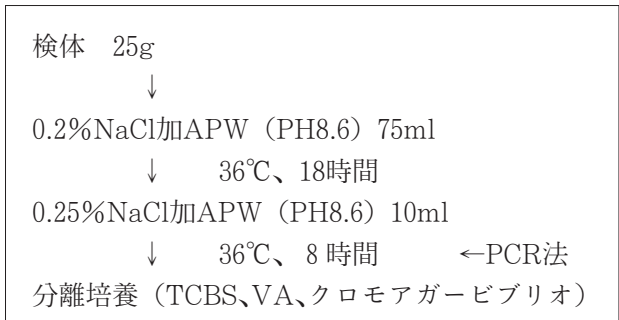 検体　25g
↓
0.2%NaCl加APW（PH8.6）75ml
↓　　36℃、18時間
0.25%NaCl加APW（PH8.6）10ml
↓　　36℃、８時間　　←PCR法
分離培養（TCBS､VA､クロモアガービブリオ）